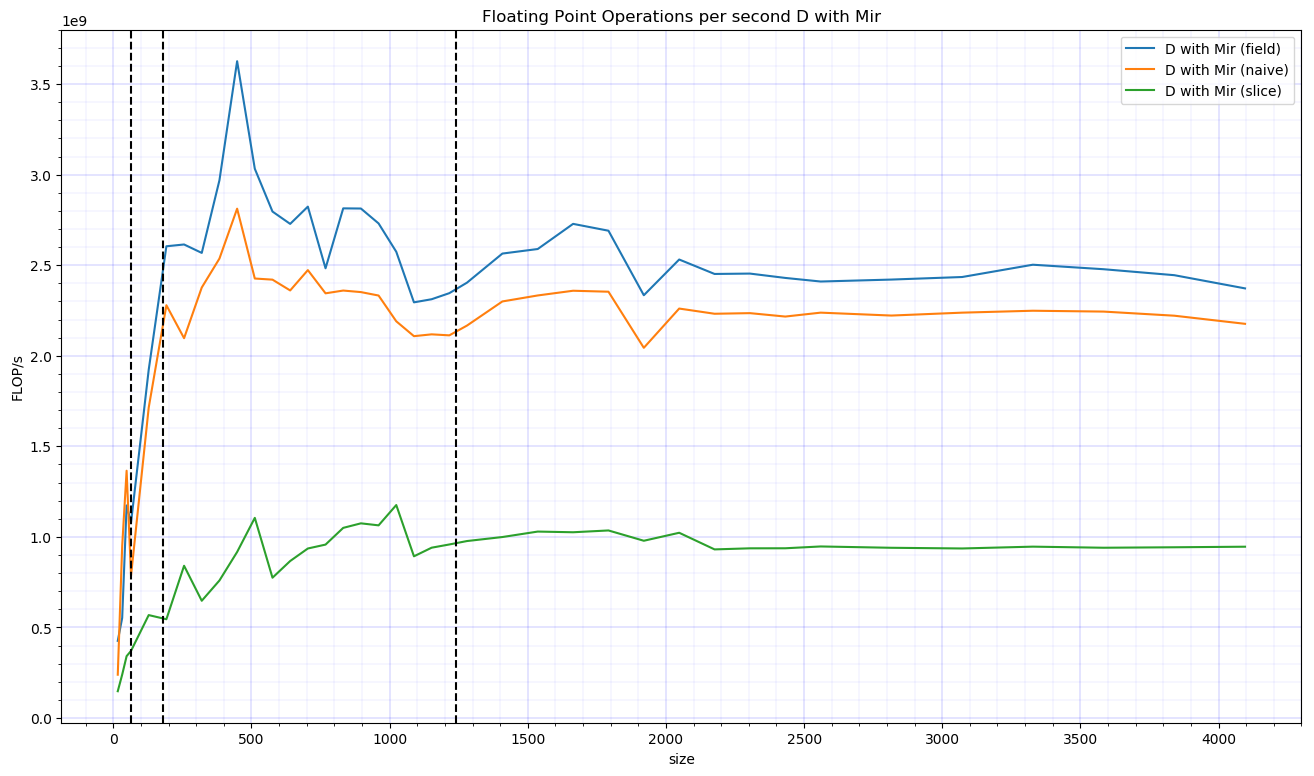 Floating Point Operations per second D with Mir
1e9
D with Mir (field)
D with Mir (naive)
D with Mir (slice)
3.5
3.0
2.5
2.0
1.5
1.0
0.5
0.0
FLOP/s
0 500 1000 1500 2000 2500 3000 3500 4000
size